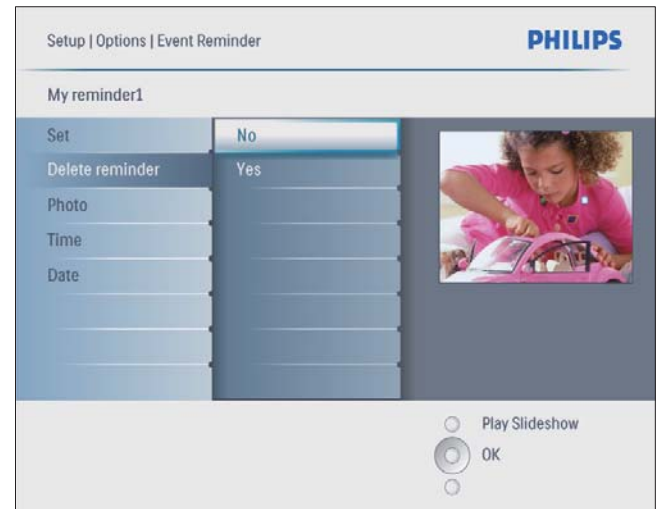 Setup | Options | Event Reminder
PHILIPS
My reminder1
Set
No
Delete reminder
Yes
Photo
Time
Date
Play Slideshow
OK